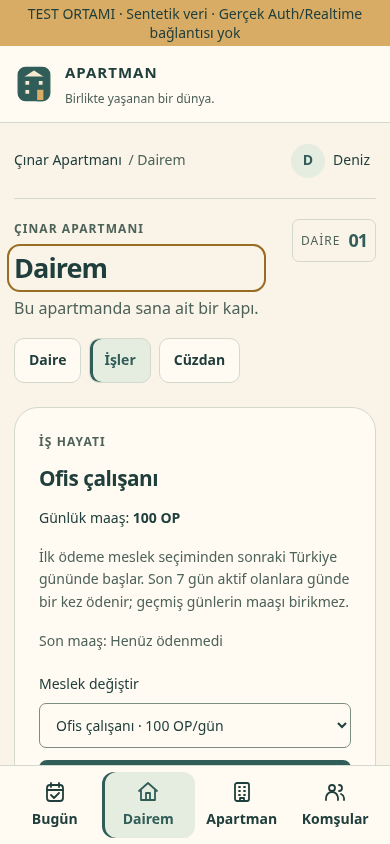 TEST ORTAMI · Sentetik veri · Gerçek Auth/Realtime
bağlantısı yok
APARTMAN
Birlikte yaşanan bir dünya.
Çınar Apartmanı / Dairem
D Deniz
ÇINAR APARTMANI
DAİRE 01
Dairem
Bu apartmanda sana ait bir kapı.
Daire İşler Cüzdan
İŞ HAYATI
Ofis çalışanı
Günlük maaş: 100 OP
İlk ödeme meslek seçiminden sonraki Türkiye
gününde başlar. Son 7 gün aktif olanlara günde
bir kez ödenir; geçmiş günlerin maaşı birikmez.
Son maaş: Henüz ödenmedi
Meslek değiştir
Ofis çalışanı · 100 OP/gün
Bugün Dairem Apartman Komşular